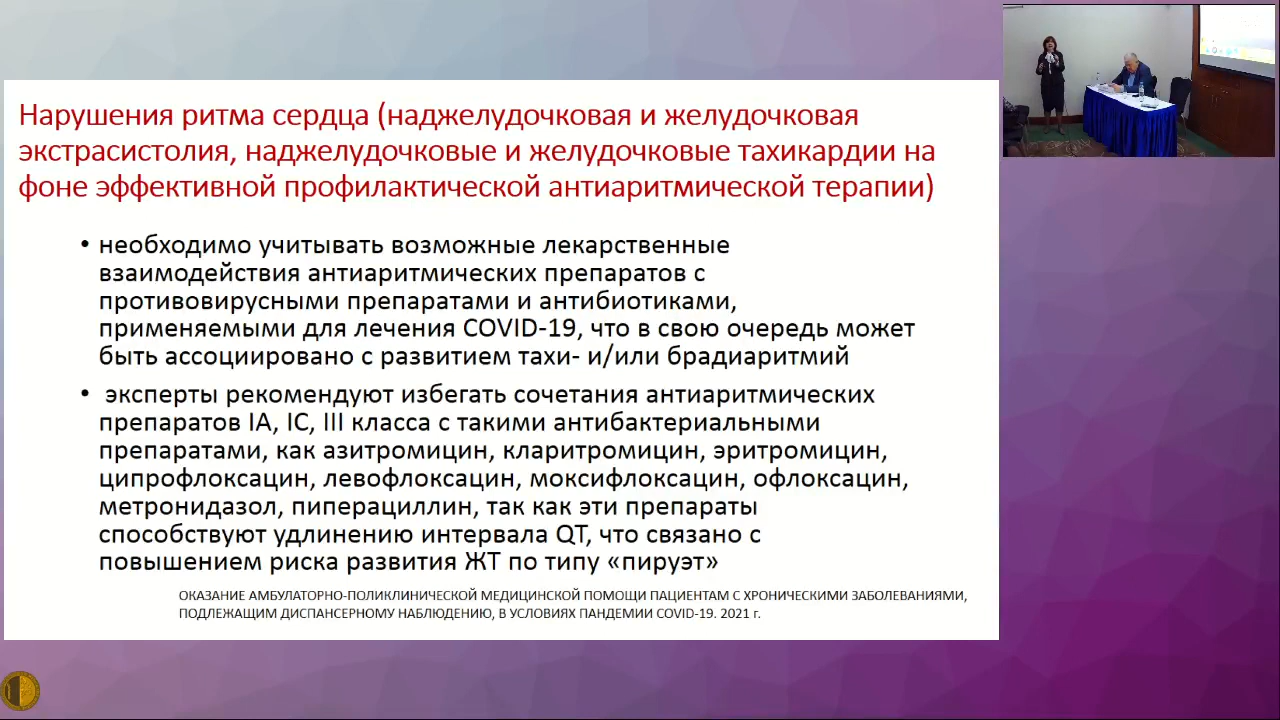 Нарушения ритма сердца (наджелудочковая и желудочковая
экстрасистолия, наджелудочковые и желудочковые тахикардии на
фоне эффективной профилактической антиаритмической терапии)
• необходимо учитывать возможные лекарственные
взаимодействия антиаритмических препаратов с
противовирусными препаратами и антибиотиками,
применяемыми для лечения COVID-19, что в свою очередь может
быть ассоциировано с развитием тахи- и/или брадиаритмий
• эксперты рекомендуют избегать сочетания антиаритмических
препаратов IA, IC, III класса с такими антибактериальными
препаратами, как азитромицин, кларитромицин, эритромицин,
ципрофлоксацин, левофлоксацин, моксифлоксацин, офлоксацин,
метронидазол, пиперациллин, так как эти препараты
способствуют удлинению интервала QT, что связано с
повышением риска развития ЖТ по типу «пируэт»
ОКАЗАНИЕ АМБУЛАТОРНО-ПОЛИКЛИНИЧЕСКОЙ МЕДИЦИНСКОЙ ПОМОЩИ ПАЦИЕНТАМ С ХРОНИЧЕСКИМИ ЗАБОЛЕВАНИЯМИ,
ПОДЛЕЖАЩИМ ДИСПАНСЕРНОМУ НАБЛЮДЕНИЮ, В УСЛОВИЯХ ПАНДЕМИИ COVID-19. 2021 г.